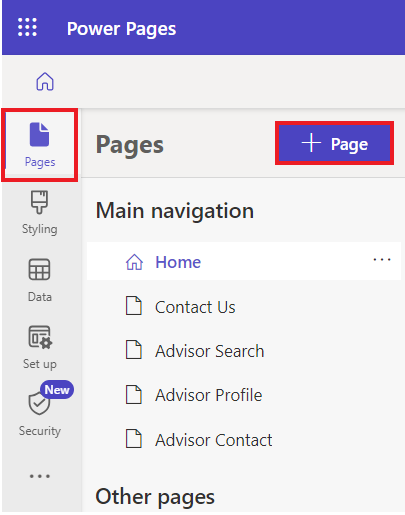 Power Pages
Pages
Pages
+ Page
Main navigation
Styling
Home
Data
Contact Us
Set up
Advisor Search
New
Advisor Profile
Security
Advisor Contact
Other pages